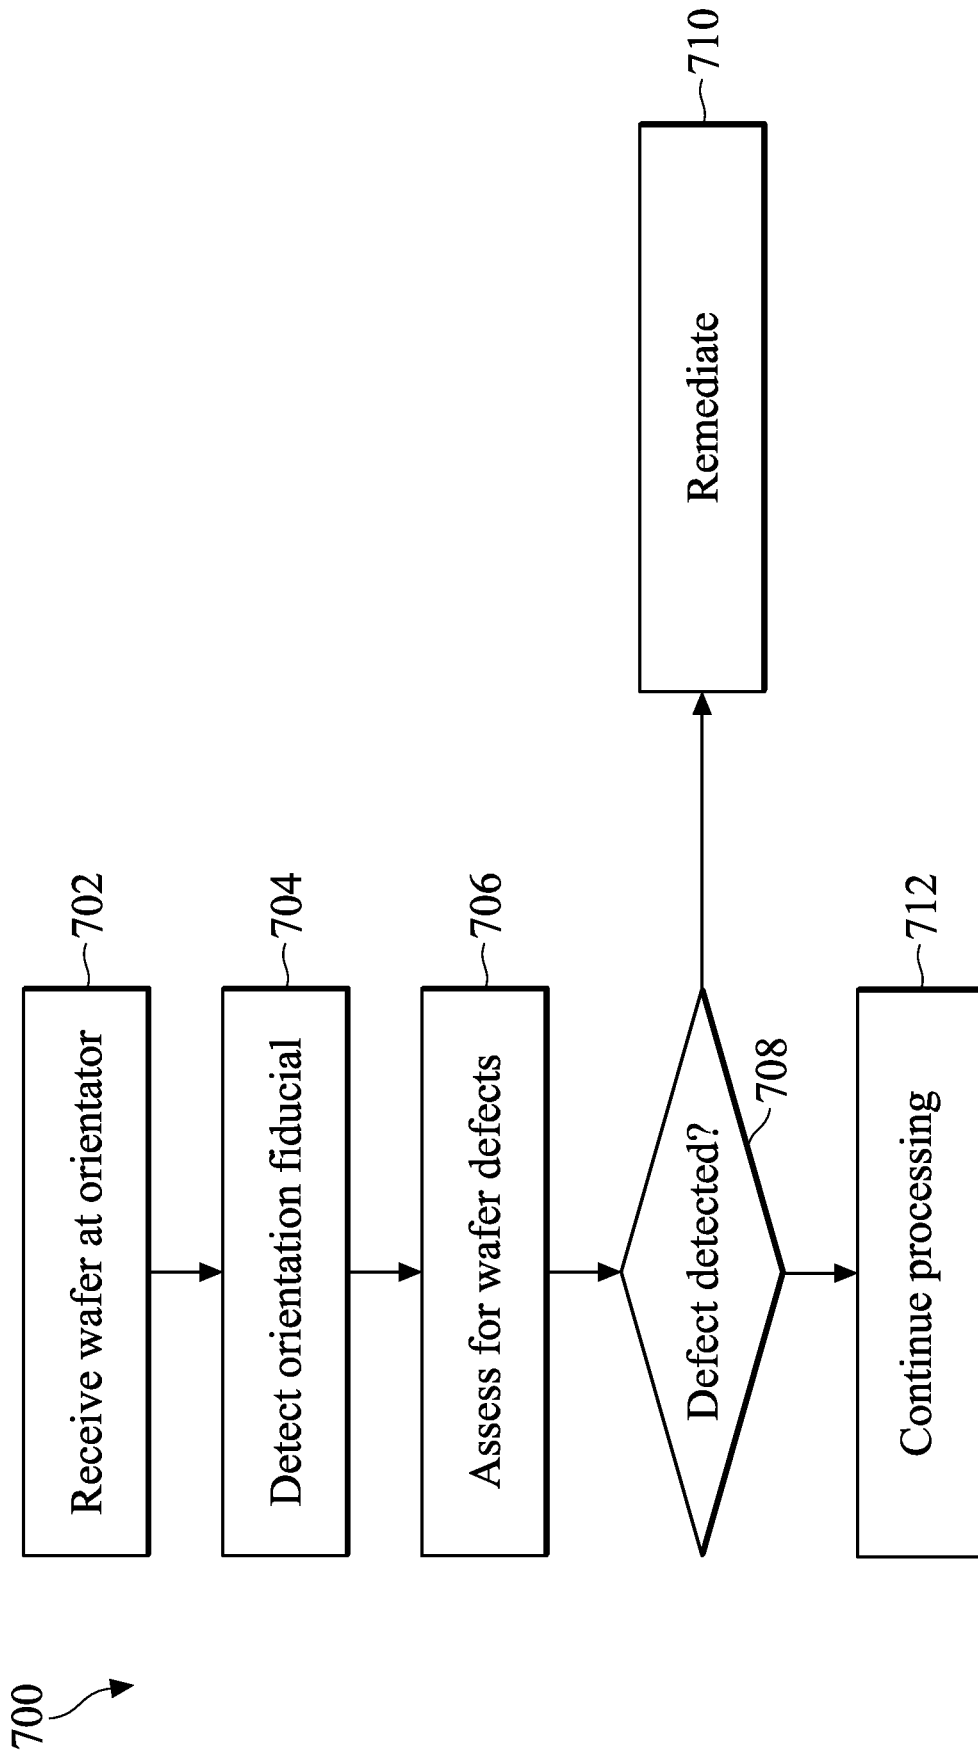 700
Receive wafer at orientator
702
Detect orientation fiducial
704
Assess for wafer defects
706
Defect detected?
708
Remediate
710
Continue processing
712